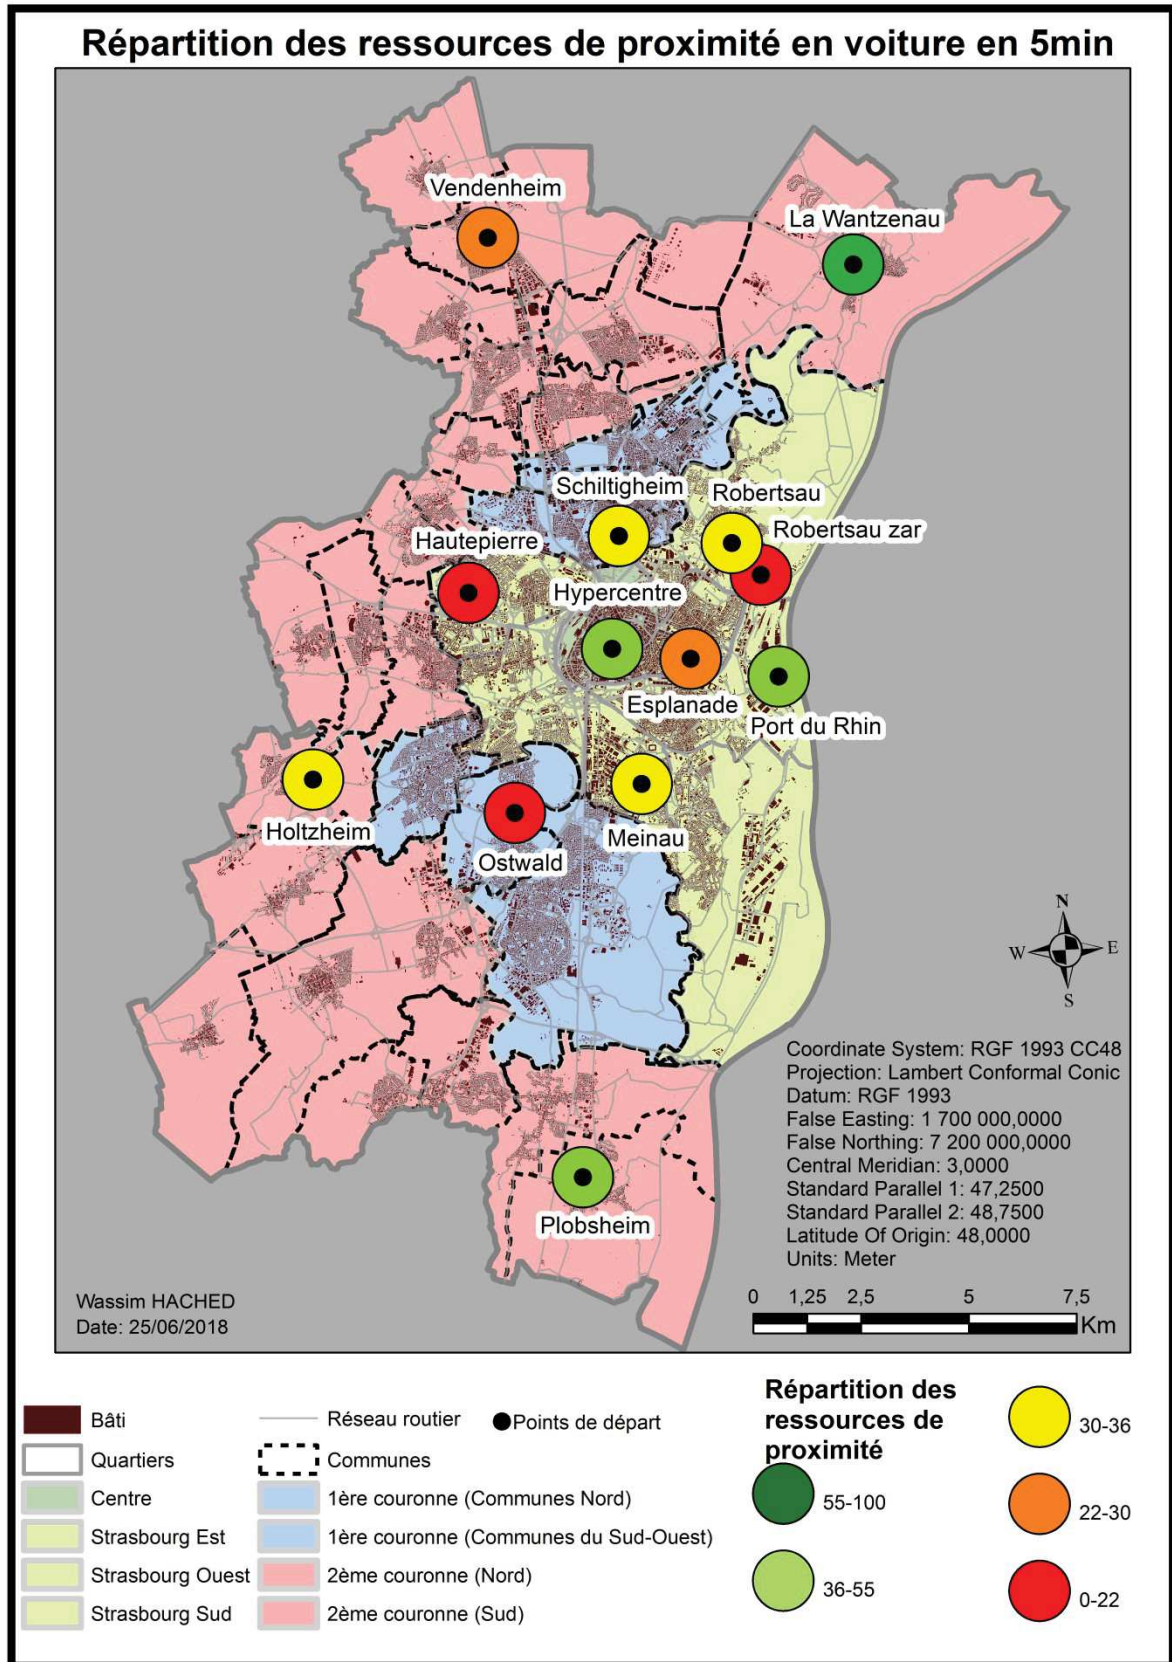 Répartition des ressources de proximité en voiture en 5min
Vendenheim
La Wantzenau
Schiltigheim
Robertsau
Hautepierre
Robertsau zar
Hypercentre
Esplanade
Port du Rhin
Holtzheim
Meinau
Ostwald
N
W
E
S
Coordinate System: RGF 1993 CC48
Projection: Lambert Conformal Conic
Datum: RGF 1993
False Easting: 1 700 000,0000
False Northing: 7 200 000,0000
Central Meridian: 3,0000
Standard Parallel 1: 47,2500
Standard Parallel 2: 48,7500
Latitude Of Origin: 48,0000
Units: Meter
Plobsheim
Wassim HACHED
Date: 25/06/2018
0 1,25 2,5 5 7,5
Km
Bâti
Quartiers
Centre
Strasbourg Est
Strasbourg Ouest
Strasbourg Sud
Réseau routier
Communes
1ère couronne (Communes Nord)
1ère couronne (Communes du Sud-Ouest)
2ème couronne (Nord)
2ème couronne (Sud)
Points de départ
Répartition des
ressources de
proximité
55-100
36-55
30-36
22-30
0-22